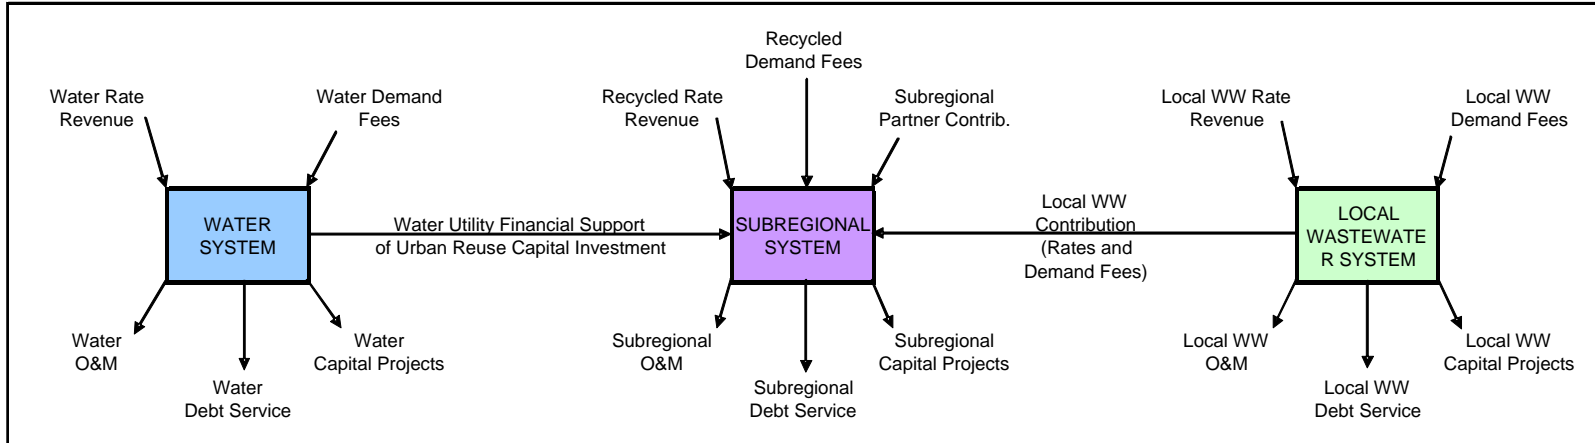 Recycled
Demand Fees
Water Rate
Revenue
Water Demand
Fees
Recycled Rate
Revenue
Subregional
Partner Contrib.
Local WW Rate
Revenue
Local WW
Demand Fees
WATER
SYSTEM
Water Utility Financial Support
of Urban Reuse Capital Investment
SUBREGIONAL
SYSTEM
Local WW
Contribution
(Rates and
Demand Fees)
LOCAL
WASTEWATE
R SYSTEM
Water
O&M
Water
Debt Service
Water
Capital Projects
Subregional
O&M
Subregional
Debt Service
Subregional
Capital Projects
Local WW
O&M
Local WW
Debt Service
Local WW
Capital Projects